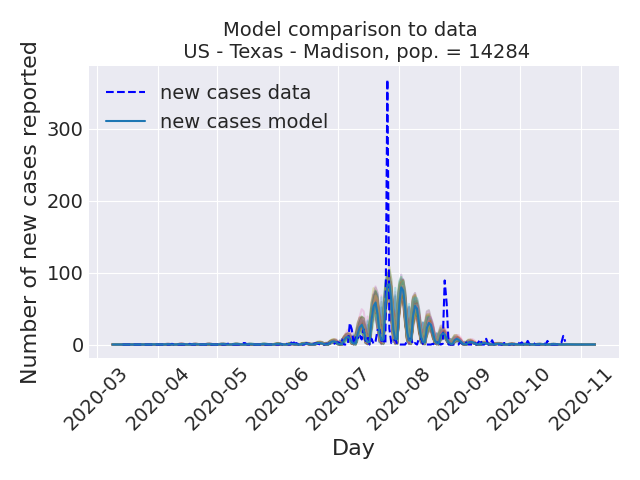 Model comparison to data
US - Texas - Madison, pop. = 14284
Number of new cases reported
new cases data
new cases model
300
200
100
0
2020-03
2020-04
2020-05
2020-06
2020-07
2020-08
2020-09
2020-10
2020-11
Day